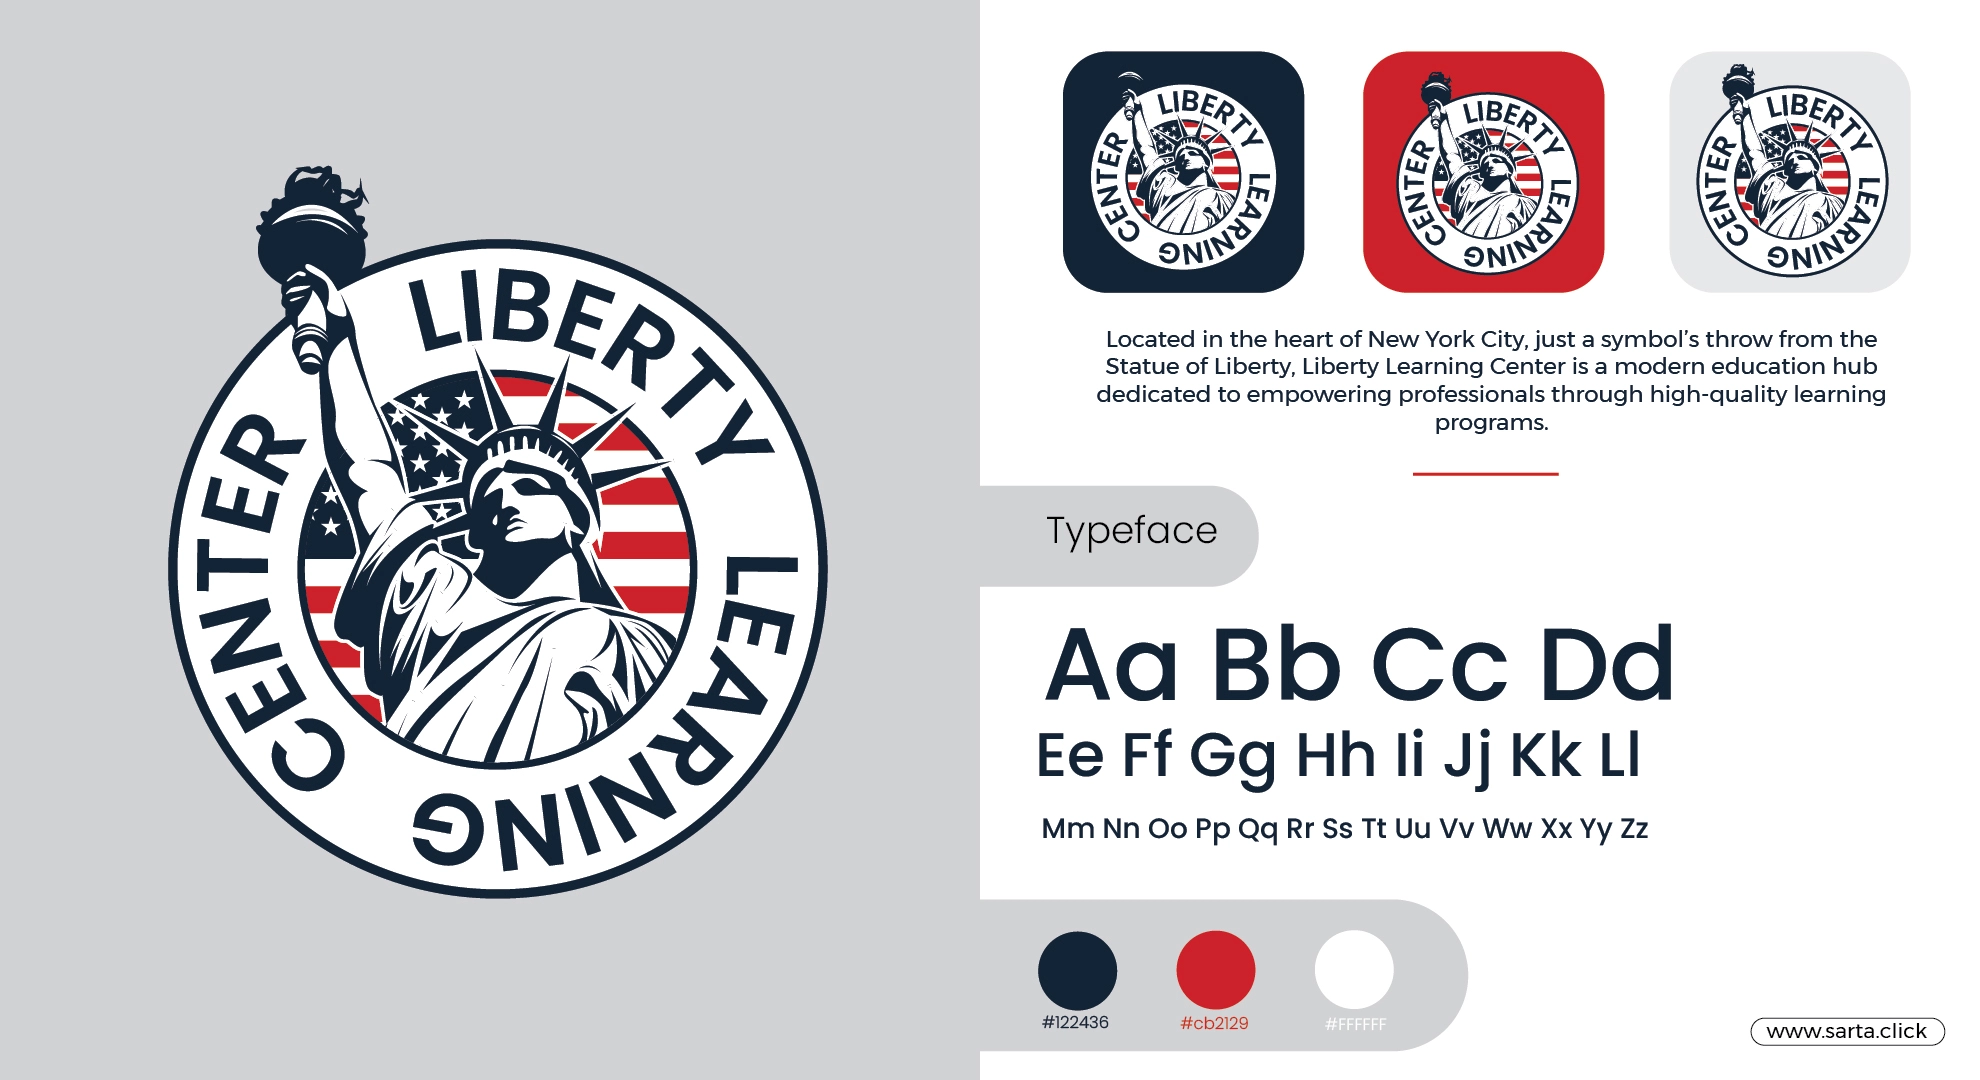 LIBERTY LEARNING CENTER
LIBERTY LEARNING CENTER
LIBERTY LEARNING CENTER
LIBERTY LEARNING CENTER
Located in the heart of New York City, just a symbol’s throw from the
Statue of Liberty, Liberty Learning Center is a modern education hub
dedicated to empowering professionals through high-quality learning
programs.
Typeface
Aa Bb Cc Dd
Ee Ff Gg Hh Ii Jj Kk Ll
Mm Nn Oo Pp Qq Rr Ss Tt Uu Vv Ww Xx Yy Zz
#122436 #cb2129 #FFFFFF
www.sarta.click